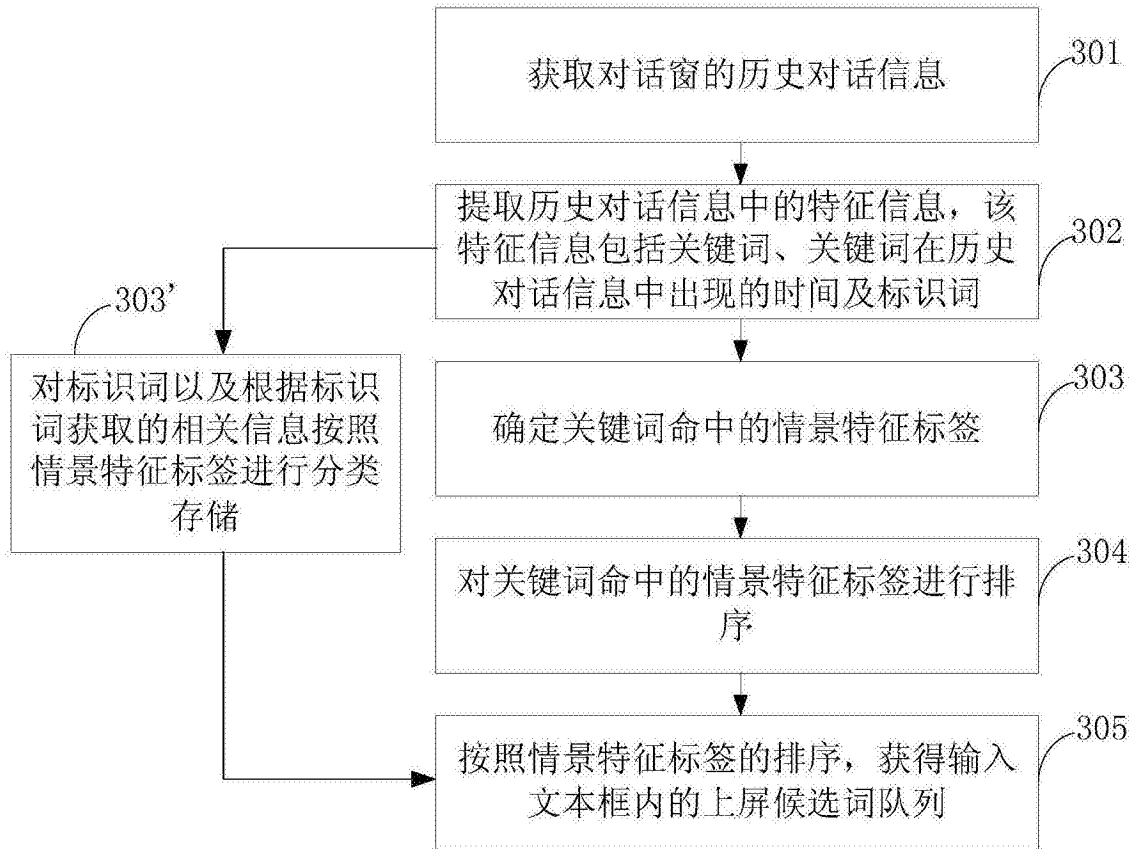 获取对话窗的历史对话信息
301
提取历史对话信息中的特征信息，该
特征信息包括关键词、关键词在历史
对话信息中出现的时间及标识词
302
303'
对标识词以及根据标识
词获取的相关信息按照
情景特征标签进行分类
存储
确定关键词命中的情景特征标签
303
对关键词命中的情景特征标签进行排
序
304
按照情景特征标签的排序，获得输入
文本框内的上屏候选词队列
305